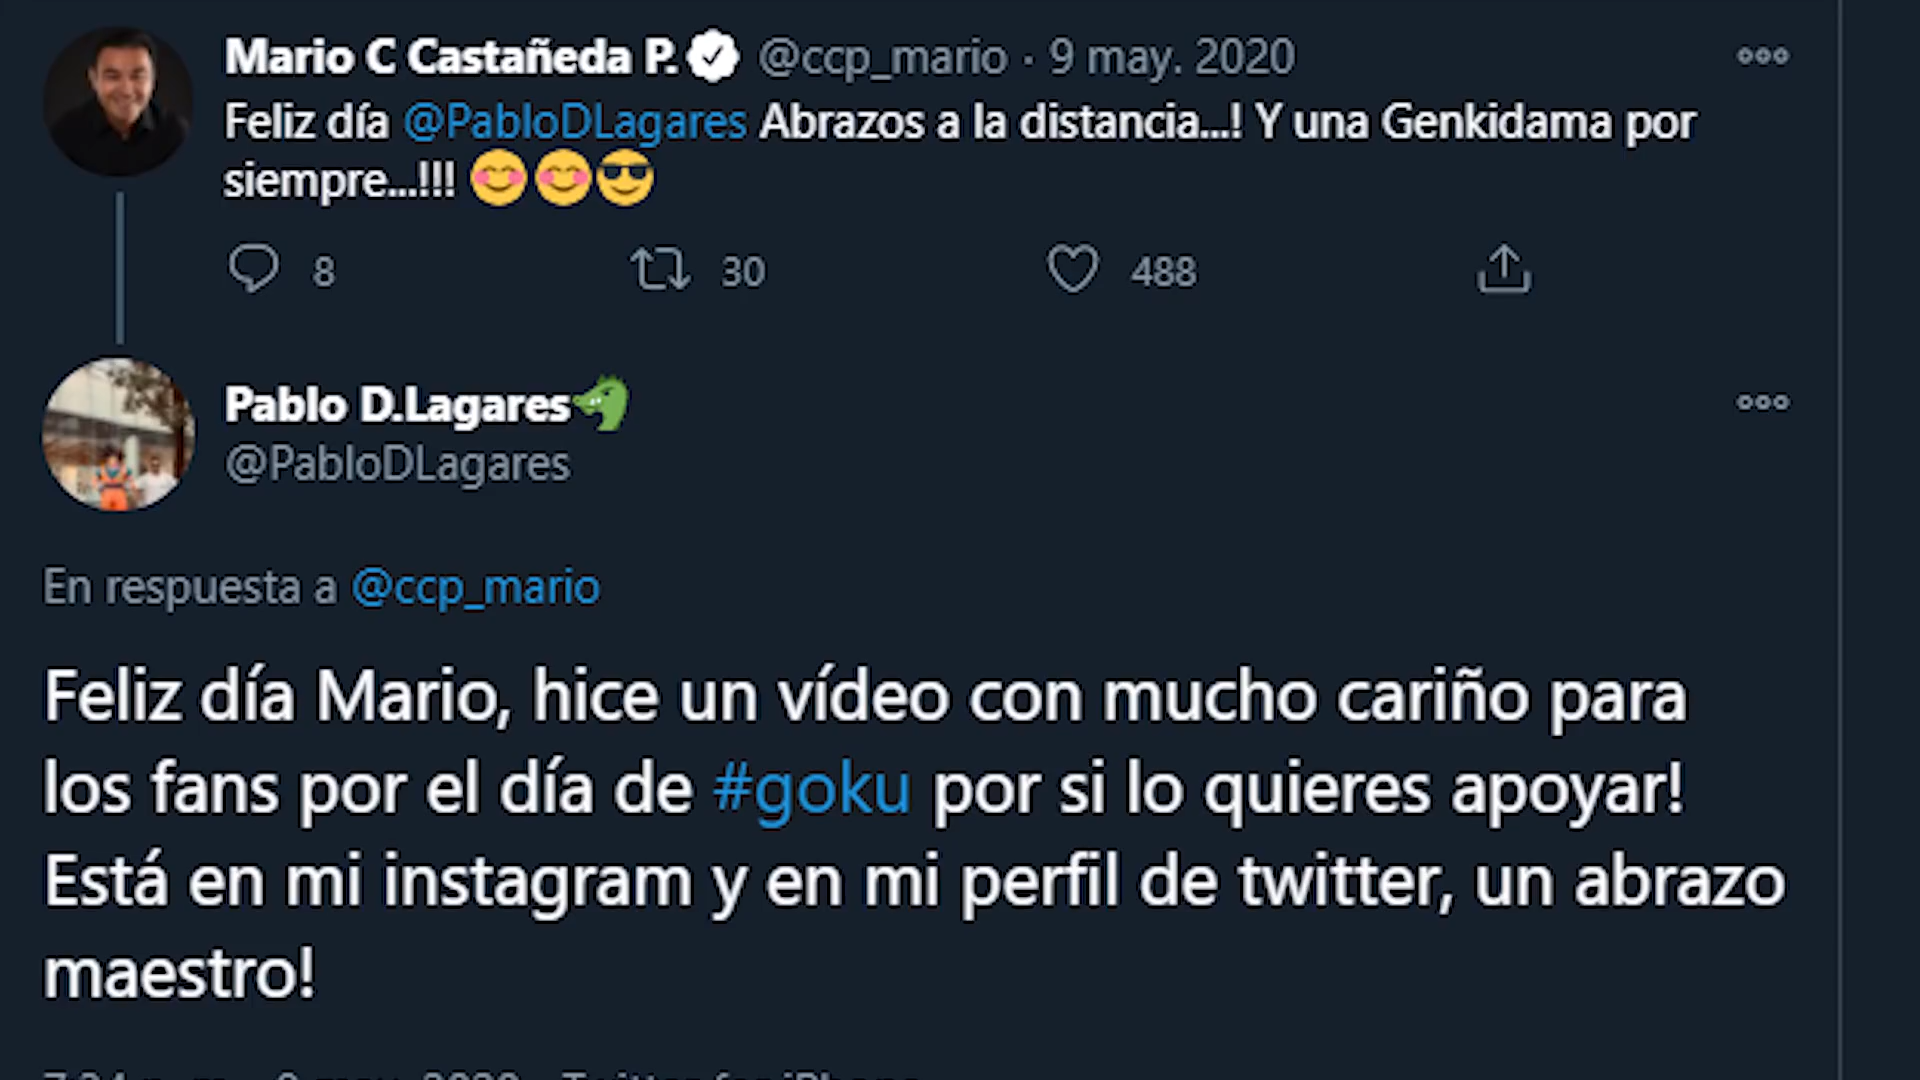 Mario C Castañeda P. @ccp_mario · 9 may. 2020
Feliz día @PabloDLagares Abrazos a la distancia...! Y una Genkidama por
siempre...!!! 😊😊😎
8 30 488
Pablo D.Lagares🐲
@PabloDLagares
En respuesta a @ccp_mario
Feliz día Mario, hice un vídeo con mucho cariño para
los fans por el día de #goku por si lo quieres apoyar!
Está en mi instagram y en mi perfil de twitter, un abrazo
maestro!